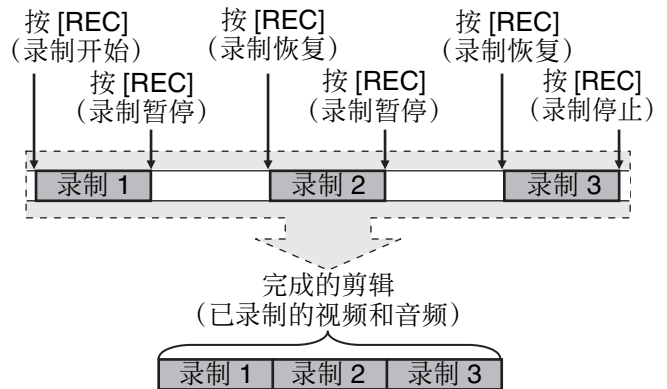 按 [REC]
（录制开始）
按 [REC]
（录制恢复）
按 [REC]
（录制恢复）
按 [REC]
（录制暂停）
按 [REC]
（录制暂停）
按 [REC]
（录制停止）
录制 1
录制 2
录制 3
完成的剪辑
（已录制的视频和音频）
录制 1
录制 2
录制 3